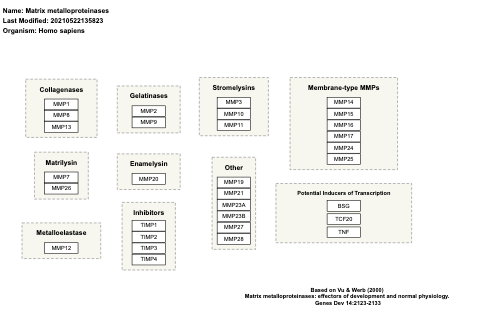 Name: Matrix metalloproteinases
Last Modified: 20210522135823
Organism: Homo sapiens
Collagenases
MMP1
MMP8
MMP13
Gelatinases
MMP2
MMP9
Stromelysins
MMP3
MMP10
MMP11
Membrane-type MMPs
MMP14
MMP15
MMP16
MMP17
MMP24
MMP25
Matrilysin
MMP7
MMP26
Enamelysin
MMP20
Other
MMP19
MMP21
MMP23A
MMP23B
MMP27
MMP28
Potential Inducers of Transcription
BSG
TCF20
TNF
Metalloelastase
MMP12
Inhibitors
TIMP1
TIMP2
TIMP3
TIMP4
Based on Vu & Werb (2000)
Matrix metalloproteinases: effectors of development and normal physiology.
Genes Dev 14:2123-2133